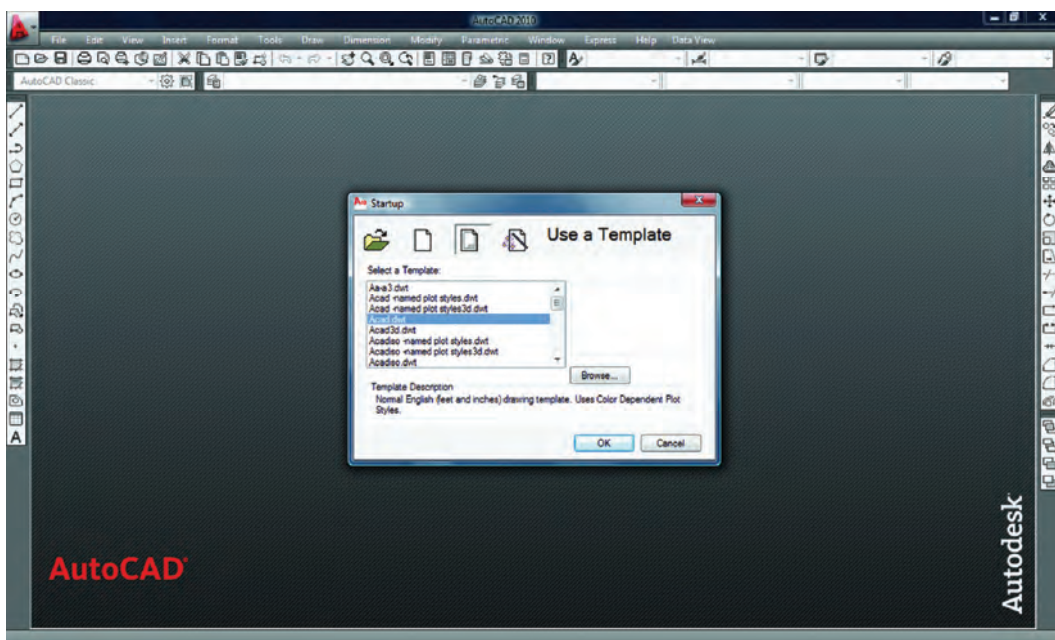 AutoCAD 2010
File Edit View Insert Format Tools Draw Dimension Modify Parametric Window Express Help Data View
AutoCAD Classic
Startup
Use a Template
Select a Template:
Aa-a3.dwt
Acad -named plot styles.dwt
Acad -named plot styles3d.dwt
Acad.dwt
Acad3d.dwt
Acadiso -named plot styles.dwt
Acadiso -named plot styles3d.dwt
Acadiso.dwt
Browse...
Template Description
Normal English (feet and inches) drawing template. Uses Color Dependent Plot
Styles.
OK Cancel
A
AutoCAD®
Autodesk